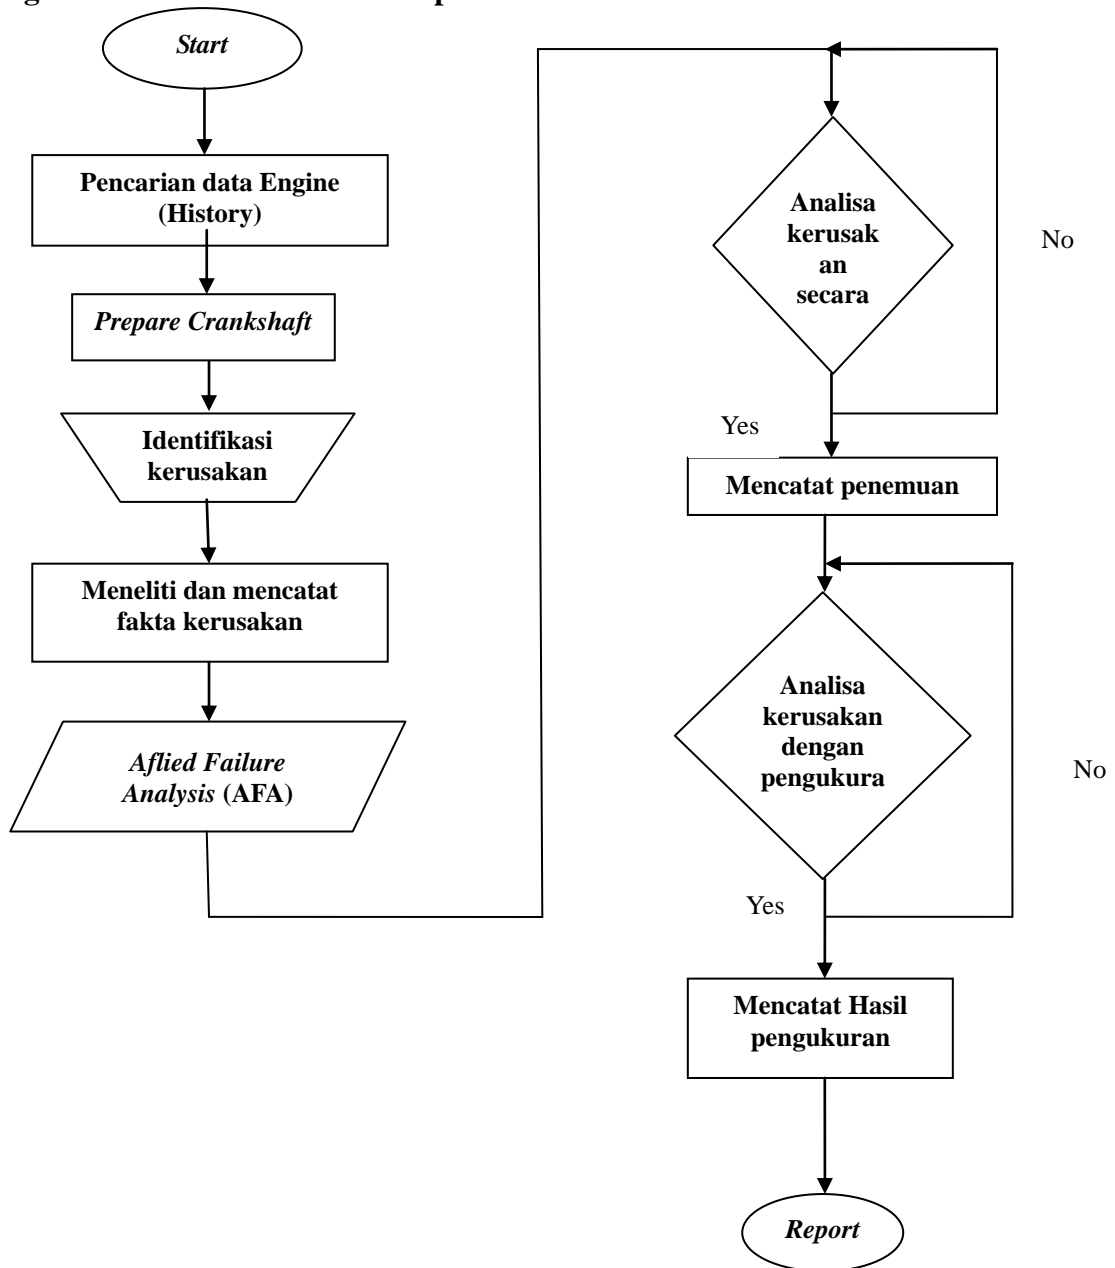 Start
Pencarian data Engine
(History)
Prepare Crankshaft
Identifikasi
kerusakan
Meneliti dan mencatat
fakta kerusakan
Aflied Failure
Analysis (AFA)
Analisa
kerusak
an
secara
No
Yes
Mencatat penemuan
Analisa
kerusakan
dengan
pengukura
No
Yes
Mencatat Hasil
pengukuran
Report